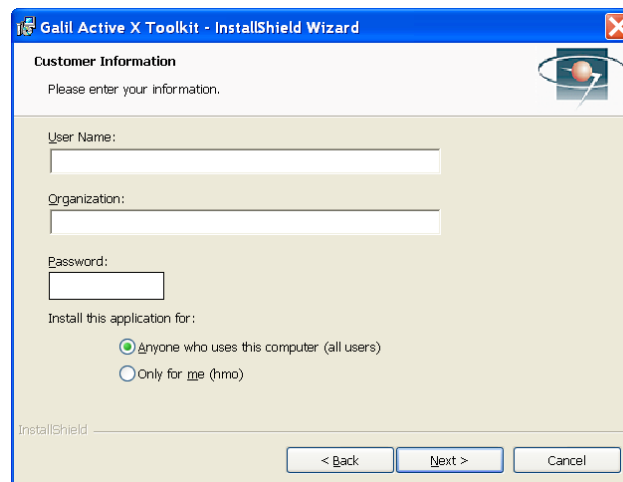 Galil Active X Toolkit - InstallShield Wizard
Customer Information
Please enter your information.
User Name:
Organization:
Password:
Install this application for:
Anyone who uses this computer (all users)
Only for me (hmo)
InstallShield
< Back
Next >
Cancel